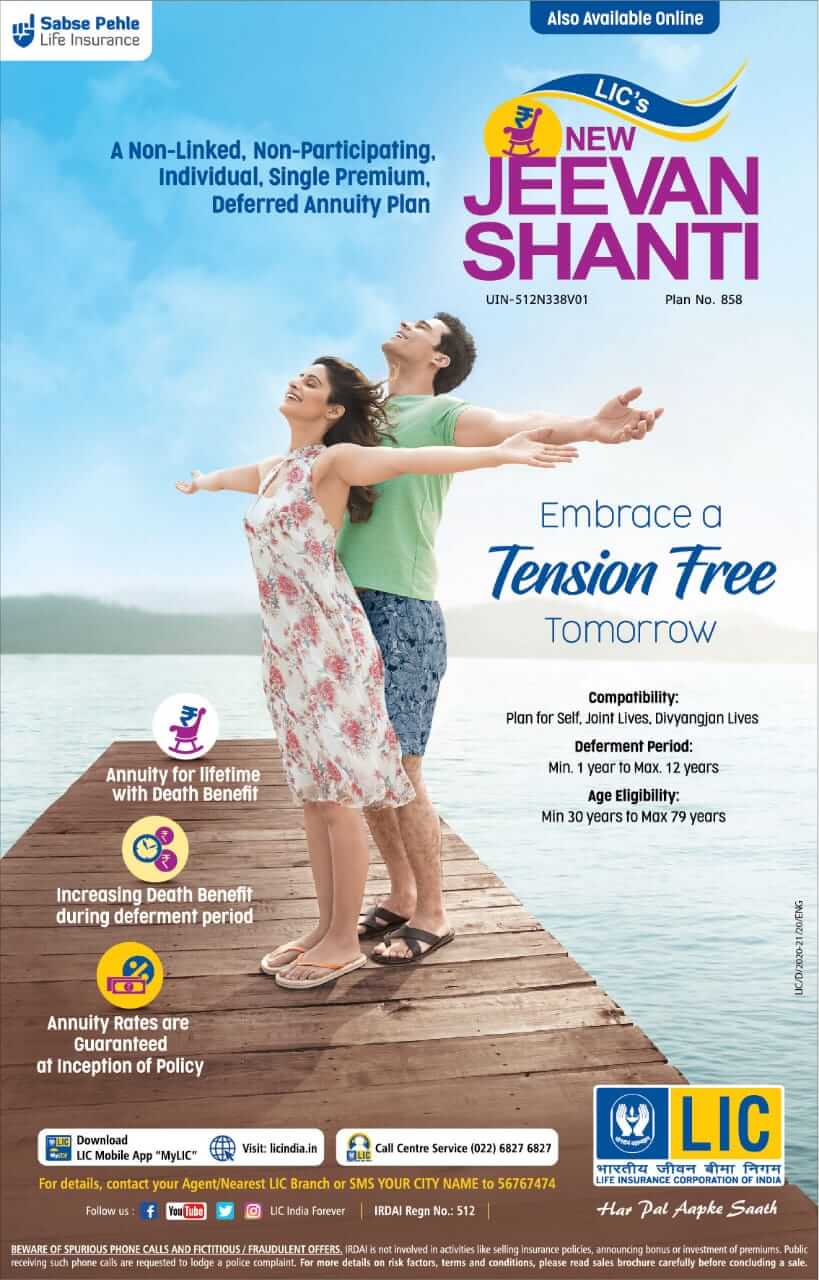 Sabse Pehle
Life Insurance
Also Available Online
LIC's
NEW
JEEVAN
SHANTI
A Non-Linked, Non-Participating,
Individual, Single Premium,
Deferred Annuity Plan
UIN-512N338V01 Plan No. 858
Embrace a
Tension Free
Tomorrow
Compatibility:
Plan for Self, Joint Lives, Divyangjan Lives
Deferment Period:
Min. 1 year to Max. 12 years
Age Eligibility:
Min 30 years to Max 79 years
Annuity for lifetime
with Death Benefit
Increasing Death Benefit
during deferment period
Annuity Rates are
Guaranteed
at Inception of Policy
LIC/D/2020-21/20/ENG
Download
LIC Mobile App "MyLIC"
Visit: licindia.in
Call Centre Service (022) 6827 6827
For details, contact your Agent/Nearest LIC Branch or SMS YOUR CITY NAME to 56767474
Follow us : YouTube LIC India Forever | IRDAI Regn No.: 512 |
LIC
भारतीय जीवन बीमा निगम
LIFE INSURANCE CORPORATION OF INDIA
Har Pal Aapke Saath
BEWARE OF SPURIOUS PHONE CALLS AND FICTITIOUS / FRAUDULENT OFFERS. IRDAI is not involved in activities like selling insurance policies, announcing bonus or investment of premiums. Public
receiving such phone calls are requested to lodge a police complaint. For more details on risk factors, terms and conditions, please read sales brochure carefully before concluding a sale.